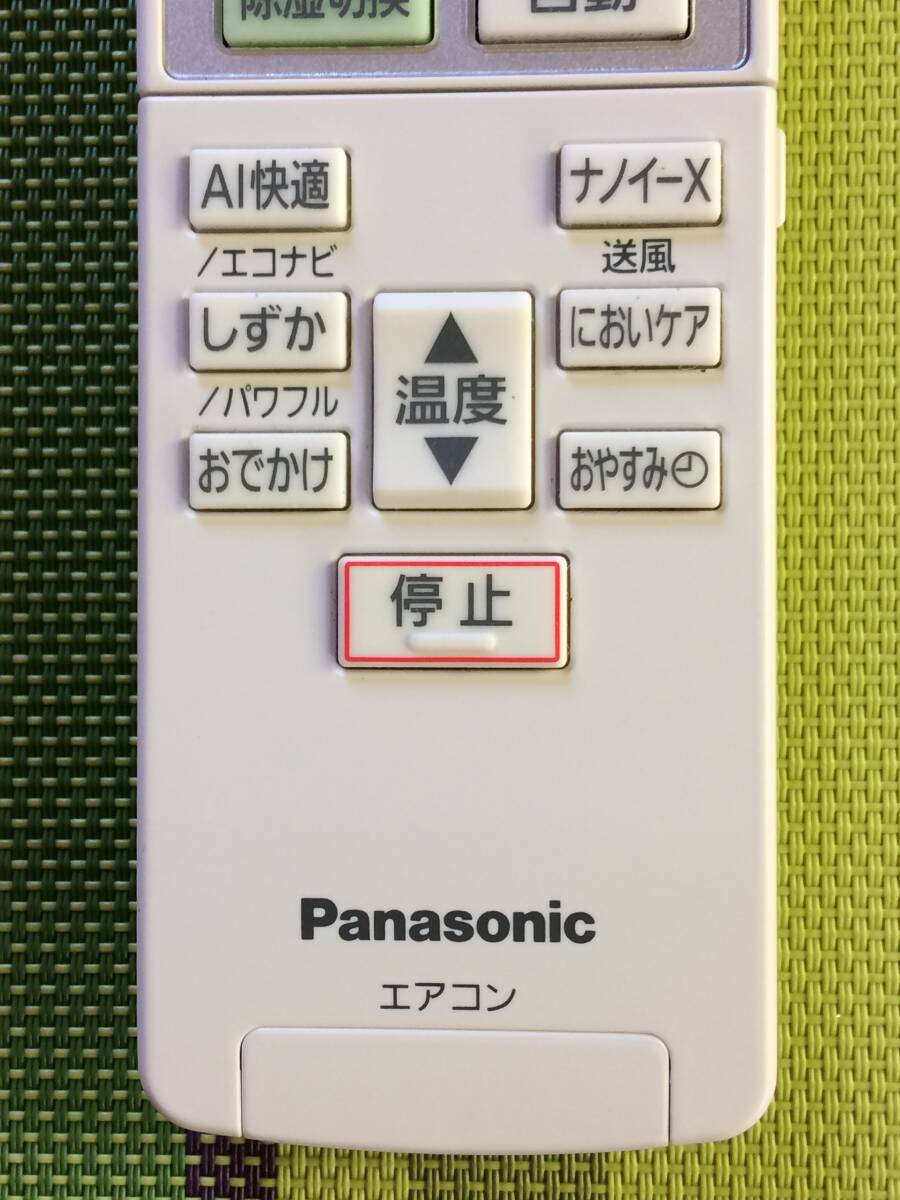 除湿切換
自動
AI快適
ナノイーX
/エコナビ
送風
しずか
においケア
/パワフル
温度
おでかけ
おやすみ
停止
Panasonic
エアコン